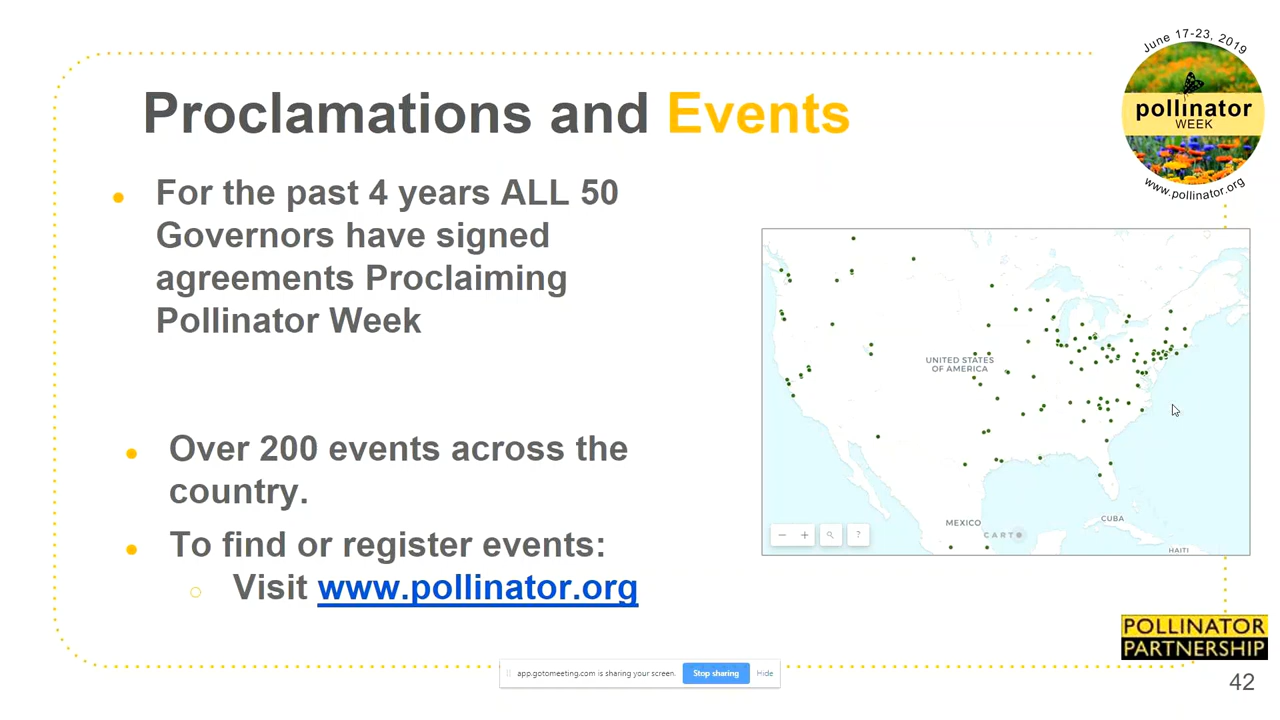 June 17-23, 2019
pollinator
WEEK
www.pollinator.org
Proclamations and Events
For the past 4 years ALL 50
Governors have signed
agreements Proclaiming
Pollinator Week
Over 200 events across the
country.
To find or register events:
Visit www.pollinator.org
UNITED STATES
OF AMERICA
MEXICO
CUBA
HAITI
CARTO
− +
?
POLLINATOR
PARTNERSHIP
app.gotomeeting.com is sharing your screen.
Stop sharing
Hide
42